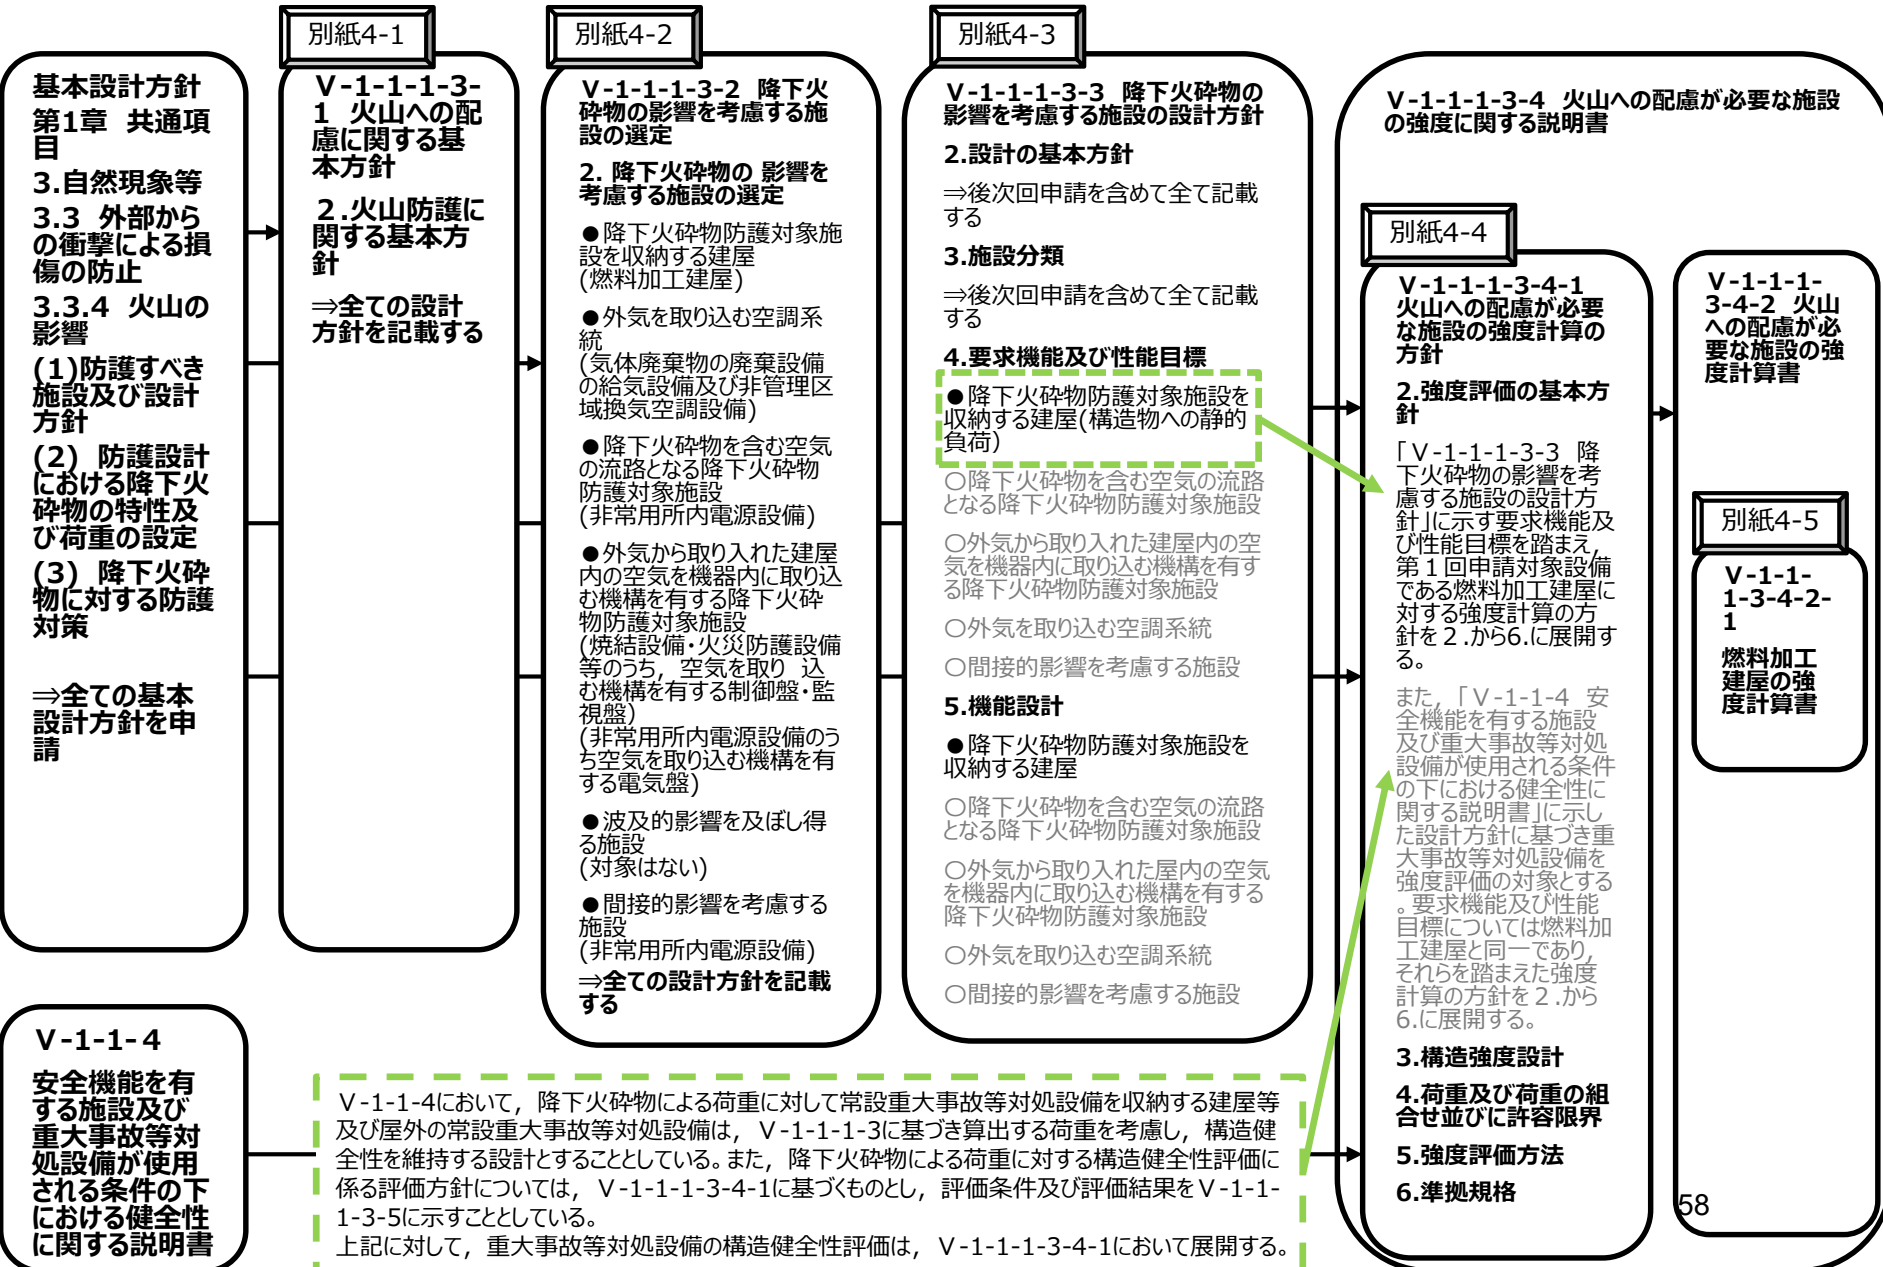 別紙4-1
別紙4-2
別紙4-3
別紙4-4
別紙4-5
基本設計方針
第1章 共通項
目
3.自然現象等
3.3 外部から
の衝撃による損
傷の防止
3.3.4 火山の
影響
(1)防護すべき
施設及び設計
方針
(2) 防護設計
における降下火
砕物の特性及
び荷重の設定
(3) 降下火砕
物に対する防護
対策
⇒全ての基本
設計方針を申
請
Ⅴ-1-1-1-3-
1 火山への配
慮に関する基
本方針
２.火山防護に
関する基本方
針
⇒全ての設計
方針を記載する
Ⅴ-1-1-1-3-2 降下火
砕物の影響を考慮する施
設の選定
2. 降下火砕物の 影響を
考慮する施設の選定
●降下火砕物防護対象施
設を収納する建屋
(燃料加工建屋)
●外気を取り込む空調系
統
(気体廃棄物の廃棄設備
の給気設備及び非管理区
域換気空調設備)
●降下火砕物を含む空気
の流路となる降下火砕物
防護対象施設
(非常用所内電源設備)
●外気から取り入れた建屋
内の空気を機器内に取り込
む機構を有する降下火砕
物防護対象施設
(焼結設備・火災防護設備
等のうち，空気を取り 込
む機構を有する制御盤・監
視盤)
(非常用所内電源設備のう
ち空気を取り込む機構を有
する電気盤)
●波及的影響を及ぼし得
る施設
(対象はない)
●間接的影響を考慮する
施設
(非常用所内電源設備)
⇒全ての設計方針を記載
する
Ⅴ-1-1-1-3-3 降下火砕物の
影響を考慮する施設の設計方針
2.設計の基本方針
⇒後次回申請を含めて全て記載
する
3.施設分類
⇒後次回申請を含めて全て記載
する
4.要求機能及び性能目標
●降下火砕物防護対象施設を
収納する建屋(構造物への静的
負荷)
○降下火砕物を含む空気の流路
となる降下火砕物防護対象施設
○外気から取り入れた建屋内の空
気を機器内に取り込む機構を有す
る降下火砕物防護対象施設
○外気を取り込む空調系統
○間接的影響を考慮する施設
5.機能設計
●降下火砕物防護対象施設を
収納する建屋
○降下火砕物を含む空気の流路
となる降下火砕物防護対象施設
○外気から取り入れた屋内の空気
を機器内に取り込む機構を有する
降下火砕物防護対象施設
○外気を取り込む空調系統
○間接的影響を考慮する施設
Ⅴ-1-1-1-3-4 火山への配慮が必要な施設
の強度に関する説明書
Ⅴ-1-1-1-3-4-1
火山への配慮が必要
な施設の強度計算の
方針
2.強度評価の基本方
針
「Ⅴ-1-1-1-3-3 降
下火砕物の影響を考
慮する施設の設計方
針」に示す要求機能及
び性能目標を踏まえ，
第１回申請対象設備
である燃料加工建屋に
対する強度計算の方
針を２.から6.に展開す
る。
また，「Ⅴ-1-1-4 安
全機能を有する施設
及び重大事故等対処
設備が使用される条件
の下における健全性に
関する説明書」に示し
た設計方針に基づき重
大事故等対処設備を
強度評価の対象とする
。要求機能及び性能
目標については燃料加
工建屋と同一であり，
それらを踏まえた強度
計算の方針を２.から
6.に展開する。
3.構造強度設計
4.荷重及び荷重の組
合せ並びに許容限界
5.強度評価方法
6.準拠規格
Ⅴ-1-1-1-
3-4-2 火山
への配慮が必
要な施設の強
度計算書
Ⅴ-1-1-
1-3-4-2-
1
燃料加工
建屋の強
度計算書
Ⅴ-1-1-４
安全機能を有
する施設及び
重大事故等対
処設備が使用
される条件の下
における健全性
に関する説明書
Ⅴ-1-1-4において，降下火砕物による荷重に対して常設重大事故等対処設備を収納する建屋等
及び屋外の常設重大事故等対処設備は，Ⅴ-1-1-1-3に基づき算出する荷重を考慮し，構造健
全性を維持する設計とすることとしている。また，降下火砕物による荷重に対する構造健全性評価に
係る評価方針については，Ⅴ-1-1-1-3-4-1に基づくものとし，評価条件及び評価結果をⅤ-1-1-
1-3-5に示すこととしている。
上記に対して，重大事故等対処設備の構造健全性評価は，Ⅴ-1-1-1-3-4-1において展開する。
58